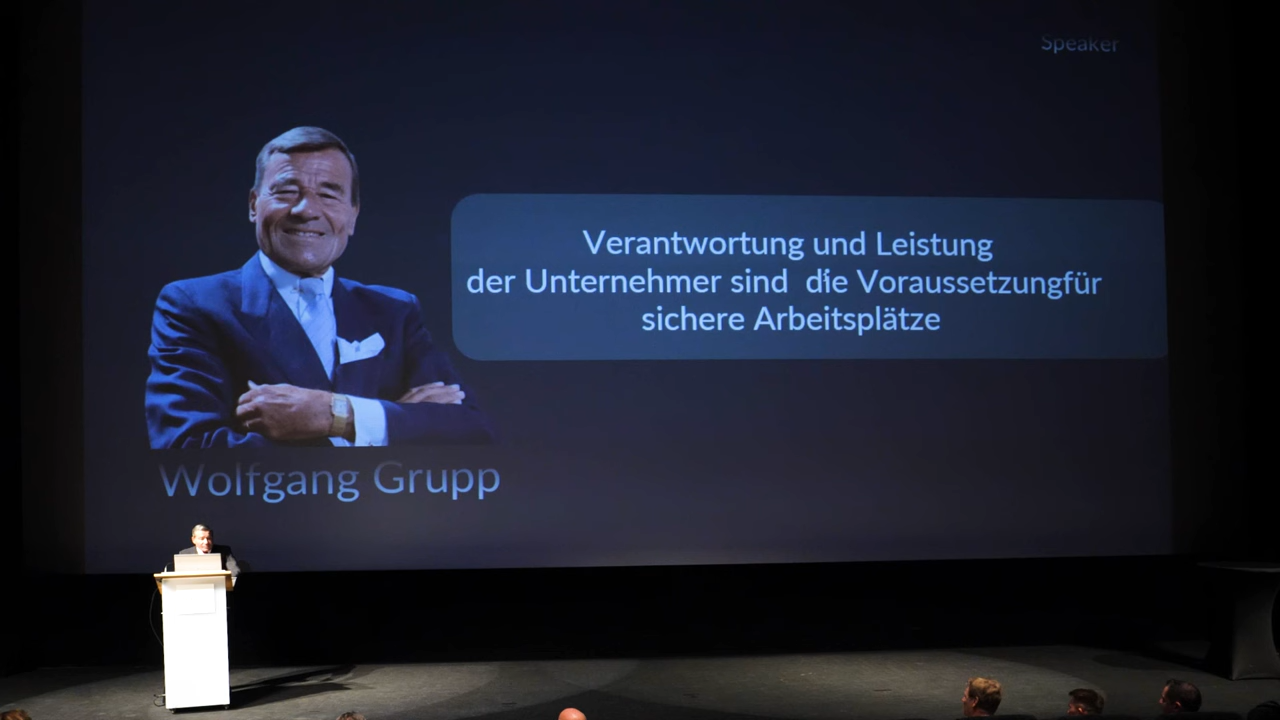 Speaker
Verantwortung und Leistung
der Unternehmer sind  die Voraussetzungfür
sichere Arbeitsplätze
Wolfgang Grupp